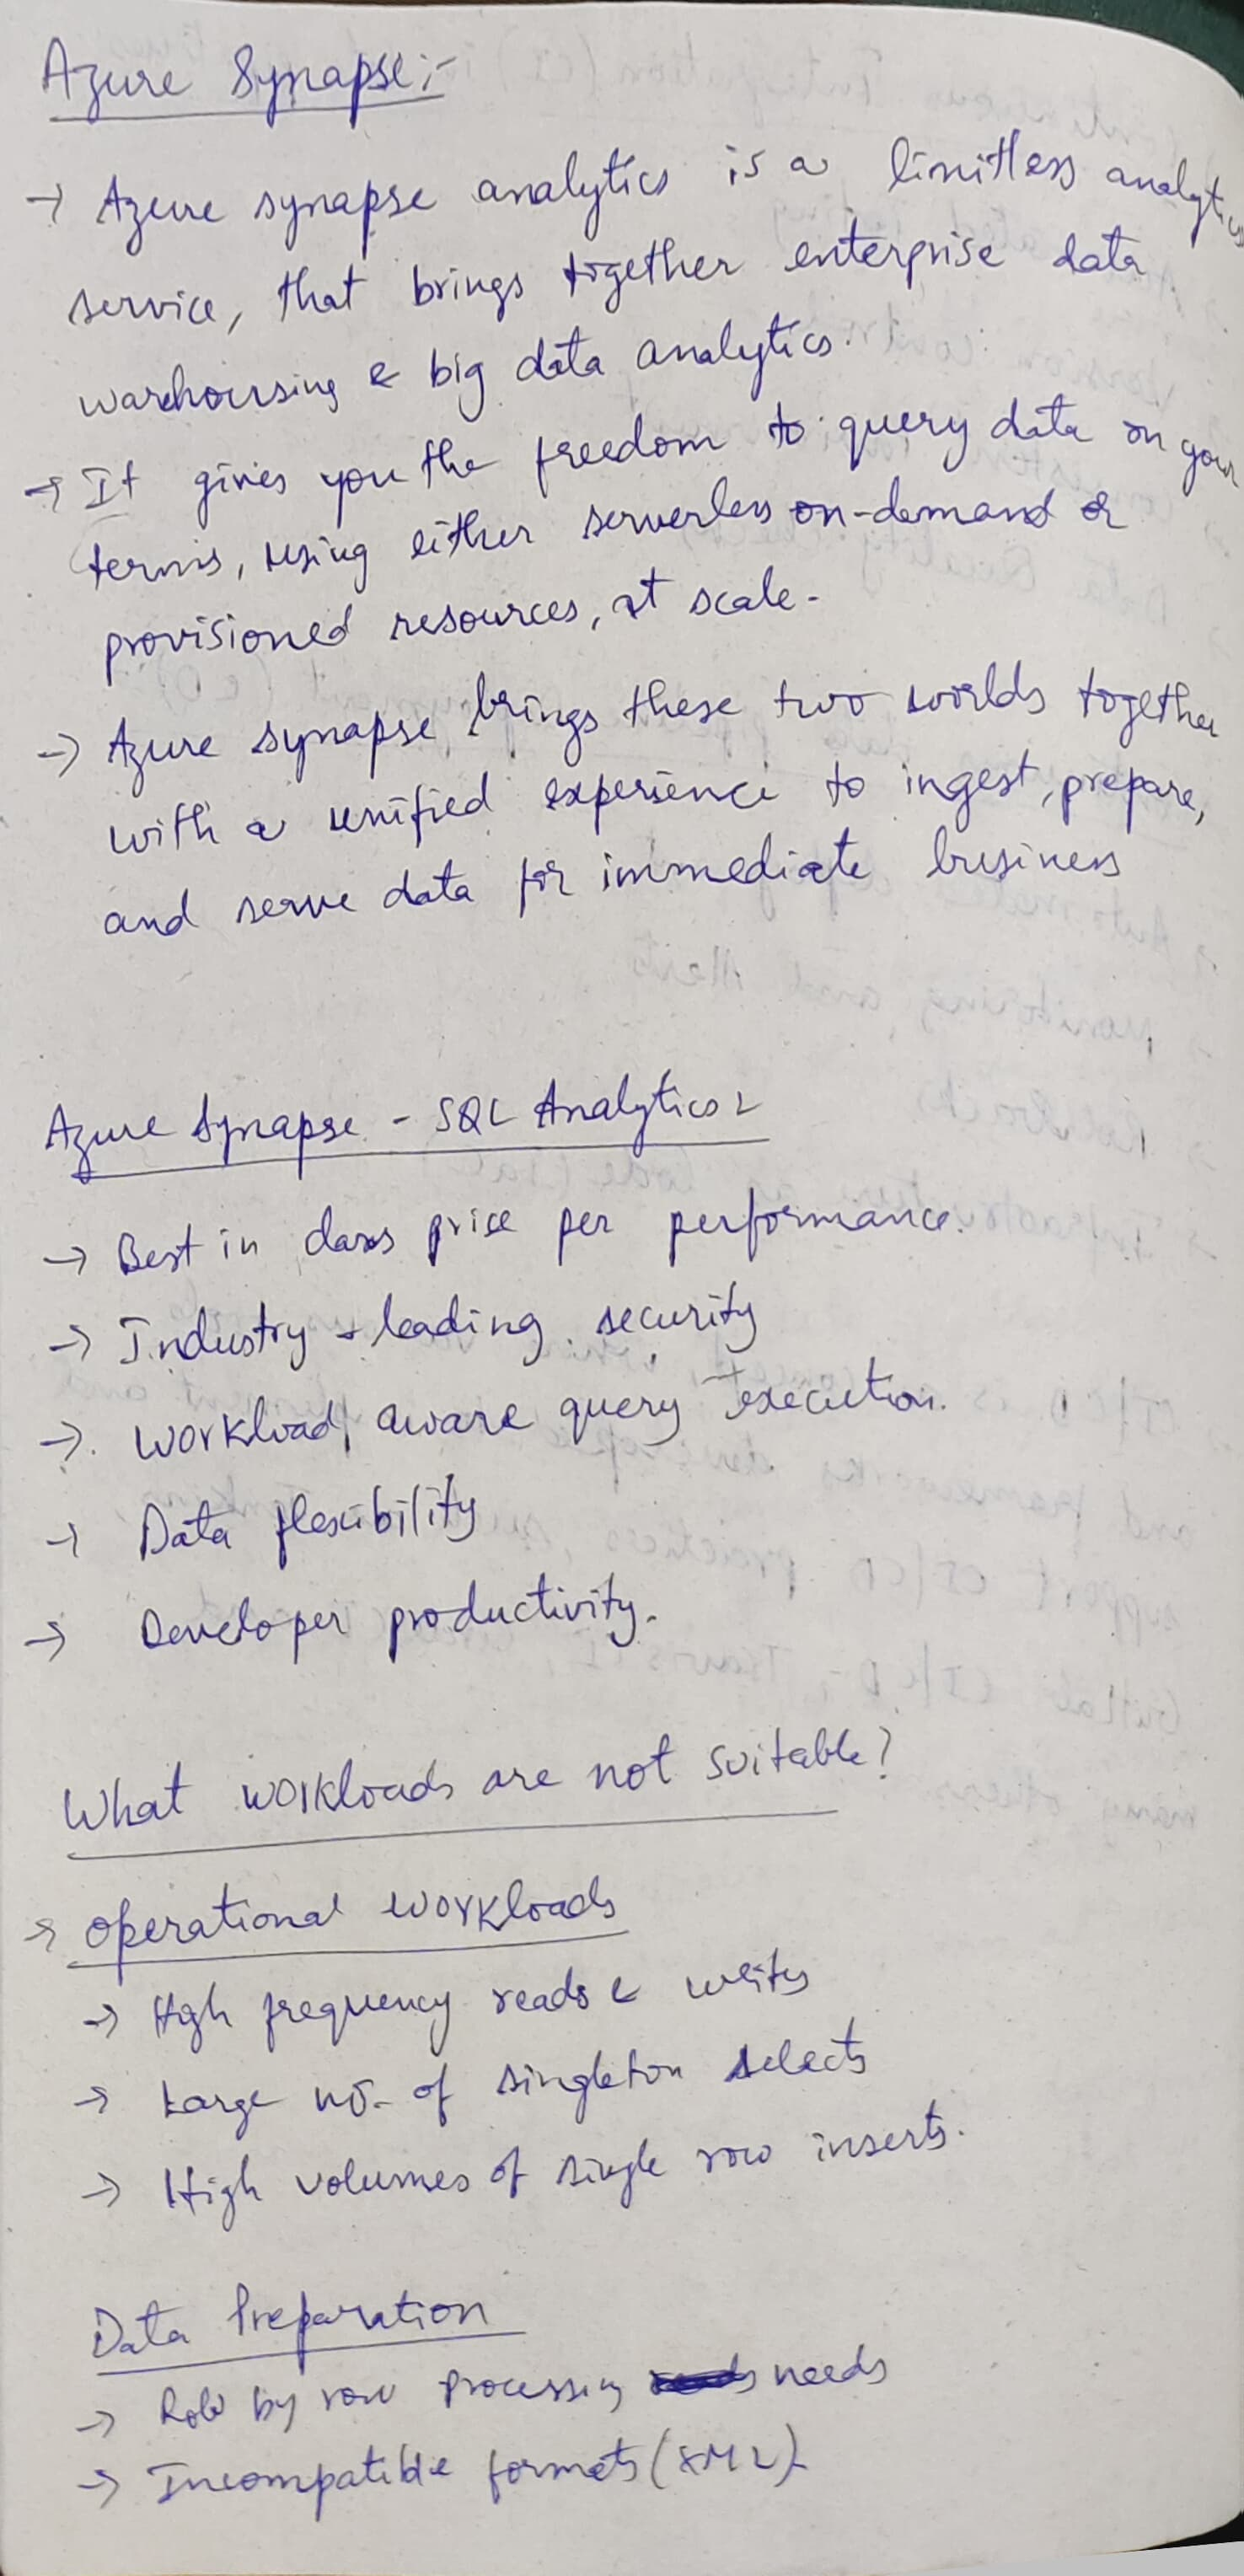 Azure Synapse:-
→ Azure synapse analytics is a limitless analytics
service, that brings together enterprise data
warehousing & big data analytics.
→ It gives you the freedom to query data on your
terms, using either serverless on-demand or
provisioned resources, at scale.
→ Azure synapse brings these two worlds together
with a unified experience to ingest, prepare,
and serve data for immediate business
Azure Synapse - SQL Analytics
→ Best in class price per performance.
→ Industry-leading security
→ Workload aware query execution.
→ Data flexibility
→ Developer productivity.
What workloads are not suitable?
→ Operational workloads
→ High frequency reads & writes
→ Large no. of singleton selects
→ High volumes of single row inserts.
Data Preparation
→ Row by row processing needs
→ Incompatible formats (XML)